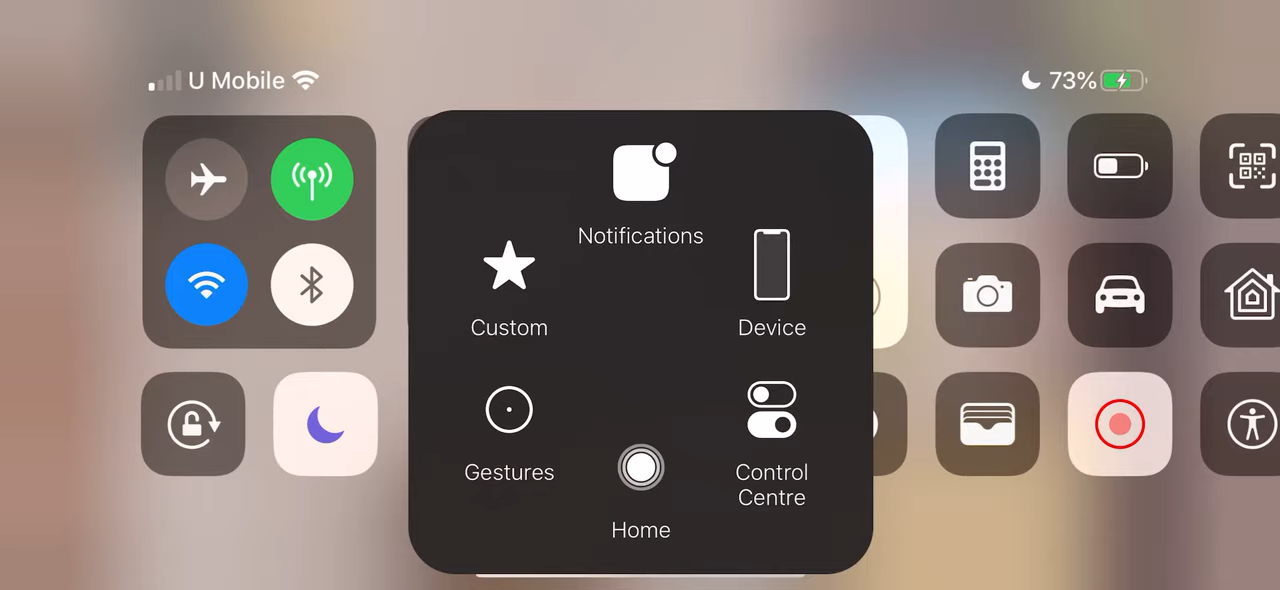 U Mobile
73%
Notifications
Custom
Device
Gestures
Control
Centre
Home